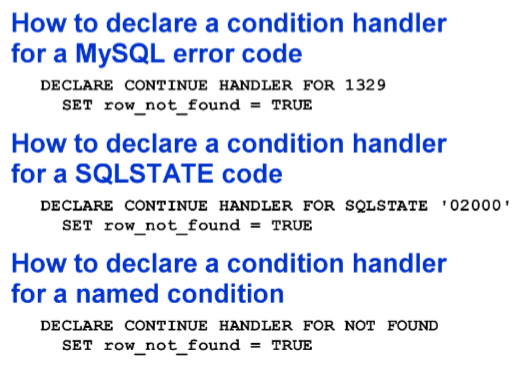 How to declare a condition handler
for a MySQL error code
DECLARE CONTINUE HANDLER FOR 1329
SET row_not_found = TRUE
How to declare a condition handler
for a SQLSTATE code
DECLARE CONTINUE HANDLER FOR SQLSTATE '02000'
SET row_not_found = TRUE
How to declare a condition handler
for a named condition
DECLARE CONTINUE HANDLER FOR NOT FOUND
SET row_not_found = TRUE